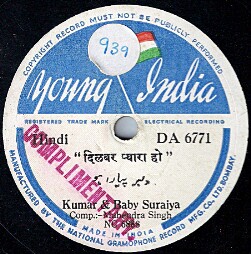 COPYRIGHT RECORD MUST NOT BE PUBLICLY PERFORMED.
939
Young India
REGISTERED TRADE MARK ELECTRICAL RECORDING
Hindi DA 6771
COMPLIMENTARY
"दिलबर प्यारा हो"
Kumar & Baby Suraiya
Comp.:—Mahendra Singh
MADE IN INDIA
MANUFACTURED BY THE NATIONAL GRAMOPHONE RECORD MFG. CO. LTD. BOMBAY.